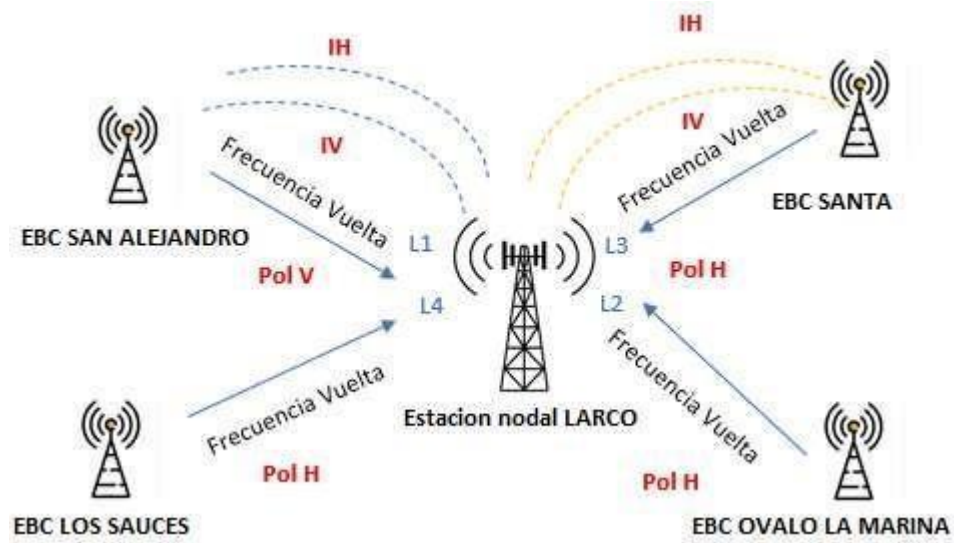 IH
IH
IV
IV
Frecuencia Vuelta
Frecuencia Vuelta
EBC SAN ALEJANDRO
EBC SANTA
L1
L3
Pol V
Pol H
L4
L2
Frecuencia Vuelta
Frecuencia Vuelta
Estacion nodal LARCO
Pol H
Pol H
EBC LOS SAUCES
EBC OVALO LA MARINA